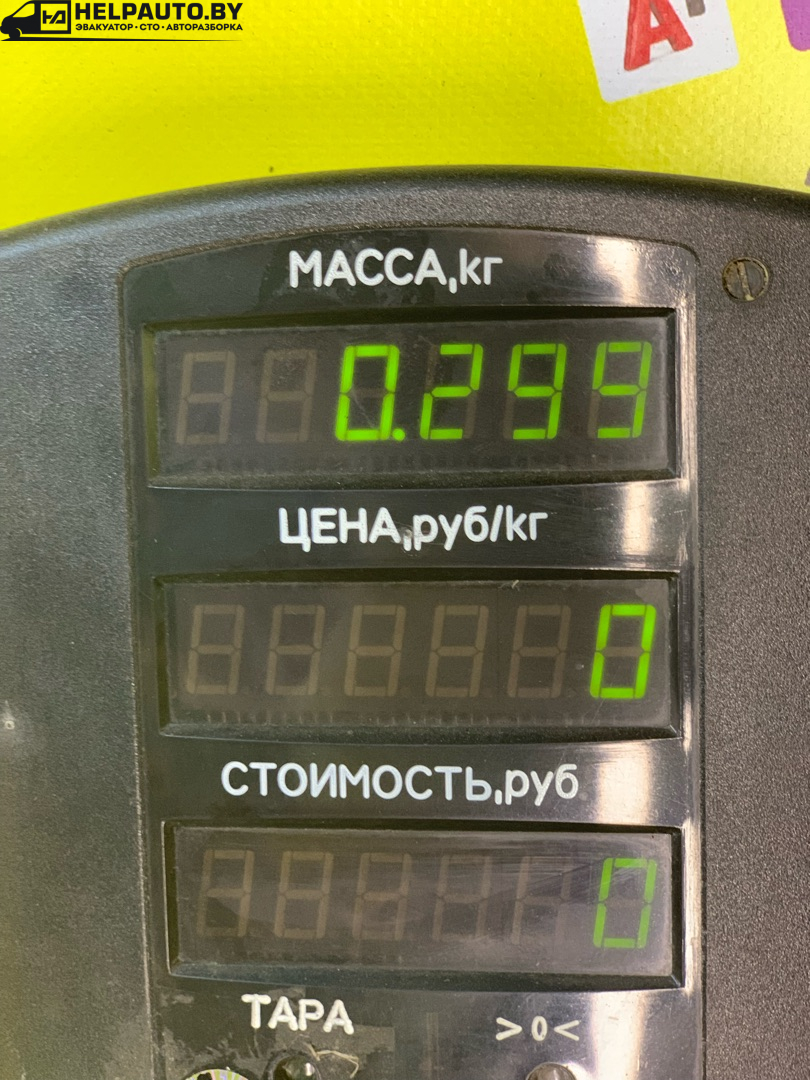 HELPAUTO.BY
ЭВАКУАТОР • СТО • АВТОРАЗБОРКА
МАССА,кг
0.299
ЦЕНА,руб/кг
0
СТОИМОСТЬ,руб
0
ТАРА >0<